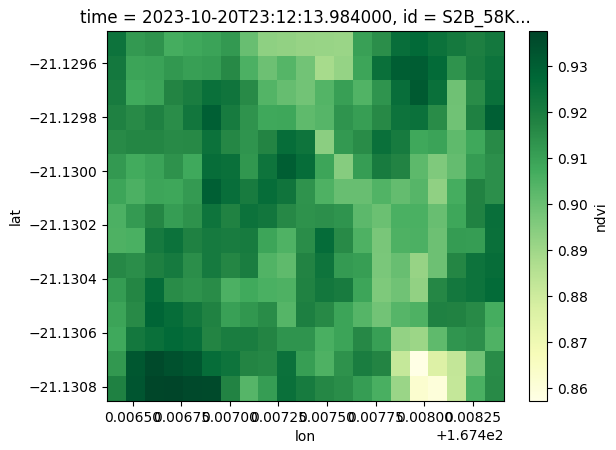 time = 2023-10-20T23:12:13.984000, id = S2B_58K...
−21.1296
−21.1298
−21.1300
−21.1302
−21.1304
−21.1306
−21.1308
lat
0.00650 0.00675 0.00700 0.00725 0.00750 0.00775 0.00800 0.00825
lon
+1.674e2
0.93
0.92
0.91
0.90
0.89
0.88
0.87
0.86
ndvi